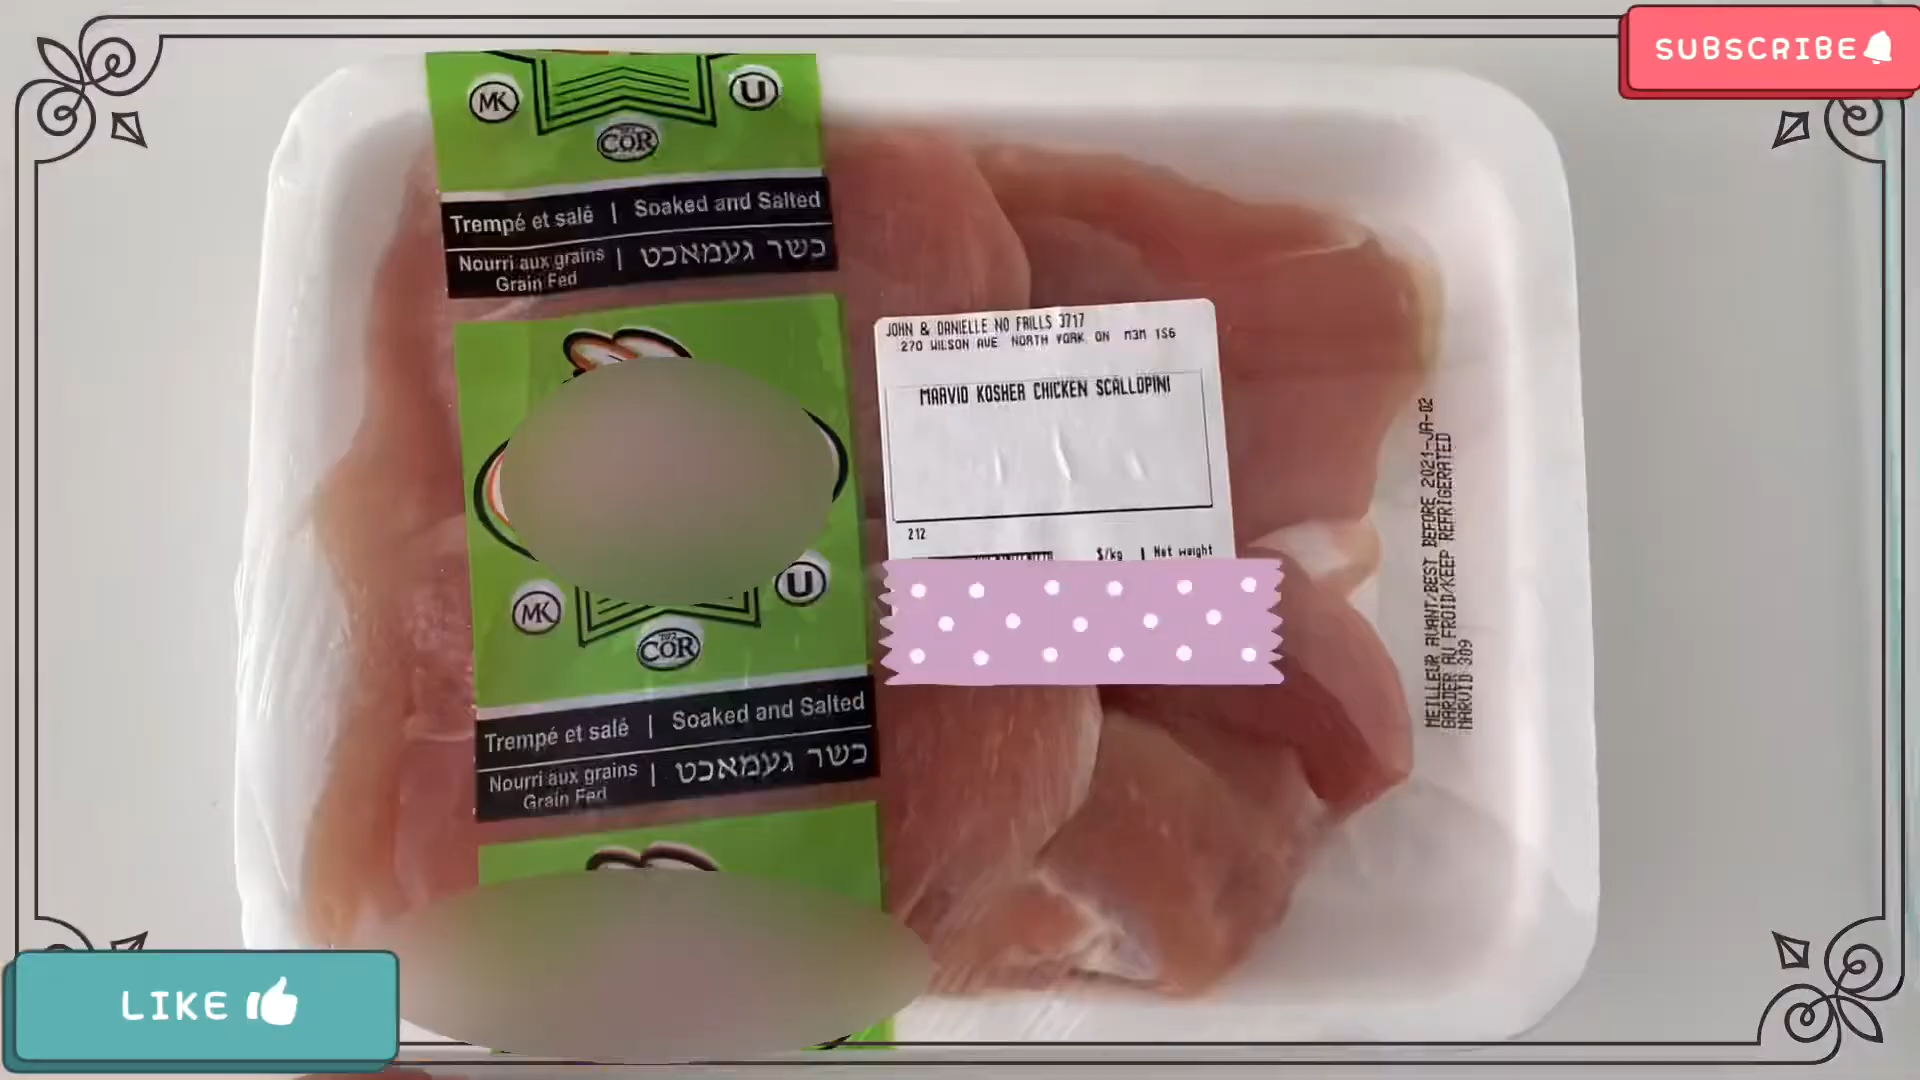 SUBSCRIBE
MK
U
COR
Trempé et salé | Soaked and Salted
Nourri aux grains | כשר געמאכט
Grain Fed
JOHN & DANIELLE NO FRILLS 3717
270 WILSON AVE NORTH YORK ON M3M 1S6
MARVID KOSHER CHICKEN SCALLOPINI
212
$/kg | Net weight
MEILLEUR AVANT/BEST BEFORE 2021-JA-02
GARDER AU FROID/KEEP REFRIGERATED
MARVID 309
MK
U
COR
Trempé et salé | Soaked and Salted
Nourri aux grains | כשר געמאכט
Grain Fed
LIKE